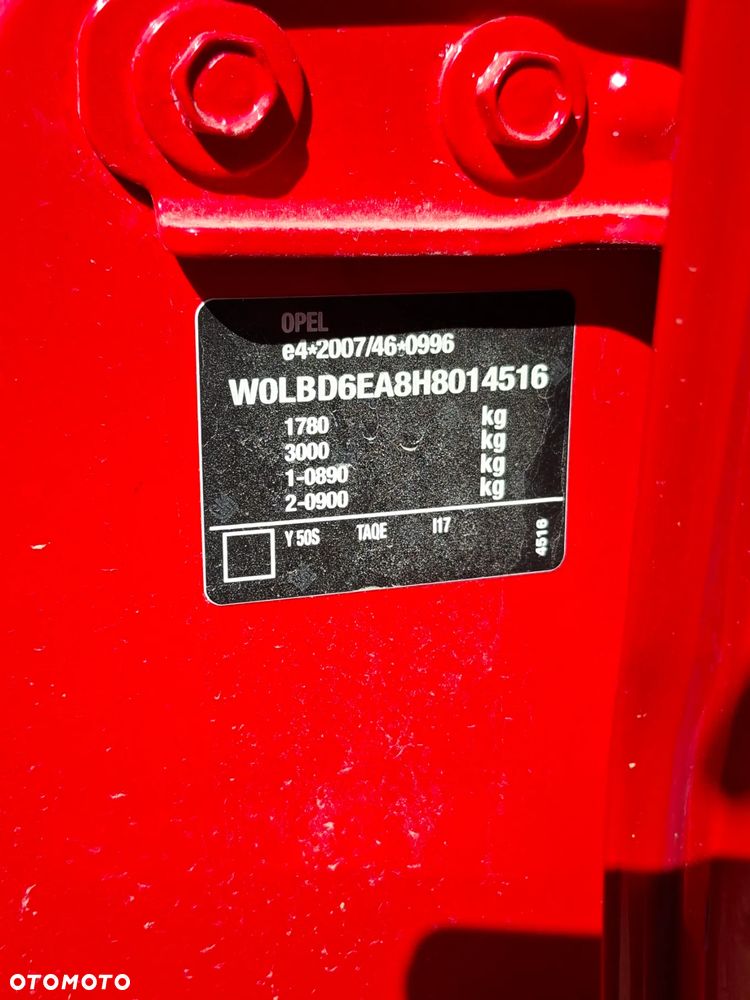 OPEL
e4*2007/46*0996
W0LBD6EA8H8014516
1780 kg
3000 kg
1-0890 kg
2-0900 kg
Y 50S TAQE I17
4516
OTOMOTO